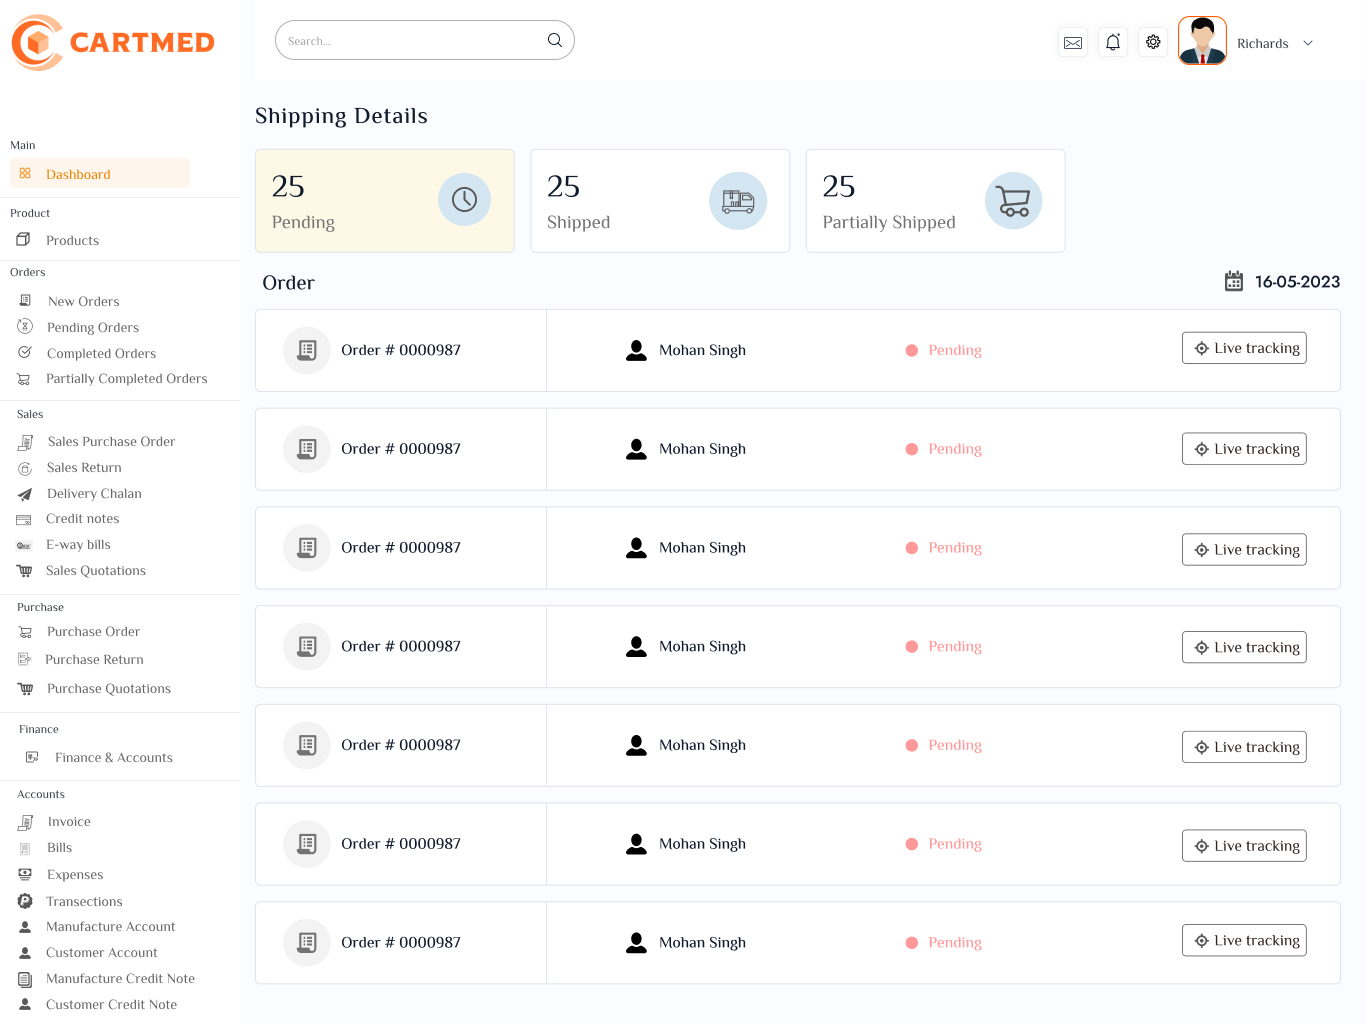 CARTMED
Search...
Richards
Main
Dashboard
Product
Products
Orders
New Orders
Pending Orders
Completed Orders
Partially Completed Orders
Sales
Sales Purchase Order
Sales Return
Delivery Chalan
Credit notes
E-way bills
Sales Quotations
Purchase
Purchase Order
Purchase Return
Purchase Quotations
Finance
Finance & Accounts
Accounts
Invoice
Bills
Expenses
Transections
Manufacture Account
Customer Account
Manufacture Credit Note
Customer Credit Note
Shipping Details
25
Pending
25
Shipped
25
Partially Shipped
Order
16-05-2023
Order # 0000987 Mohan Singh Pending Live tracking
Order # 0000987 Mohan Singh Pending Live tracking
Order # 0000987 Mohan Singh Pending Live tracking
Order # 0000987 Mohan Singh Pending Live tracking
Order # 0000987 Mohan Singh Pending Live tracking
Order # 0000987 Mohan Singh Pending Live tracking
Order # 0000987 Mohan Singh Pending Live tracking